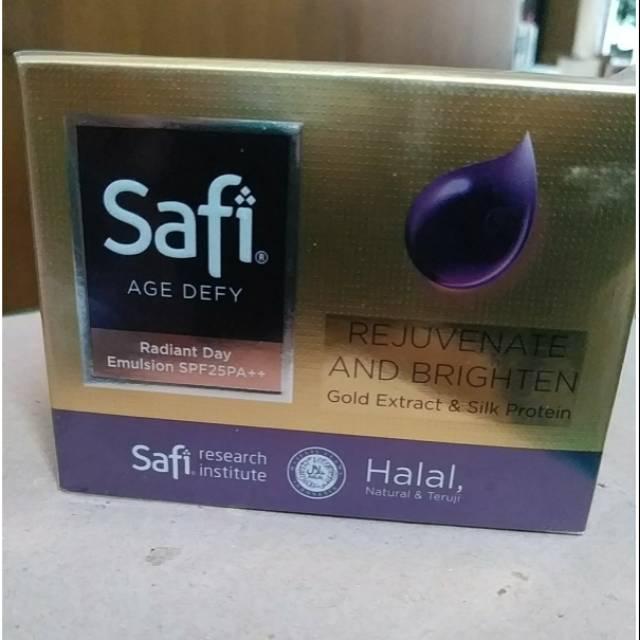 Safi®
AGE DEFY
Radiant Day
Emulsion SPF25PA++
REJUVENATE
AND BRIGHTEN
Gold Extract & Silk Protein
Safi® research
institute
Halal,
Natural & Teruji